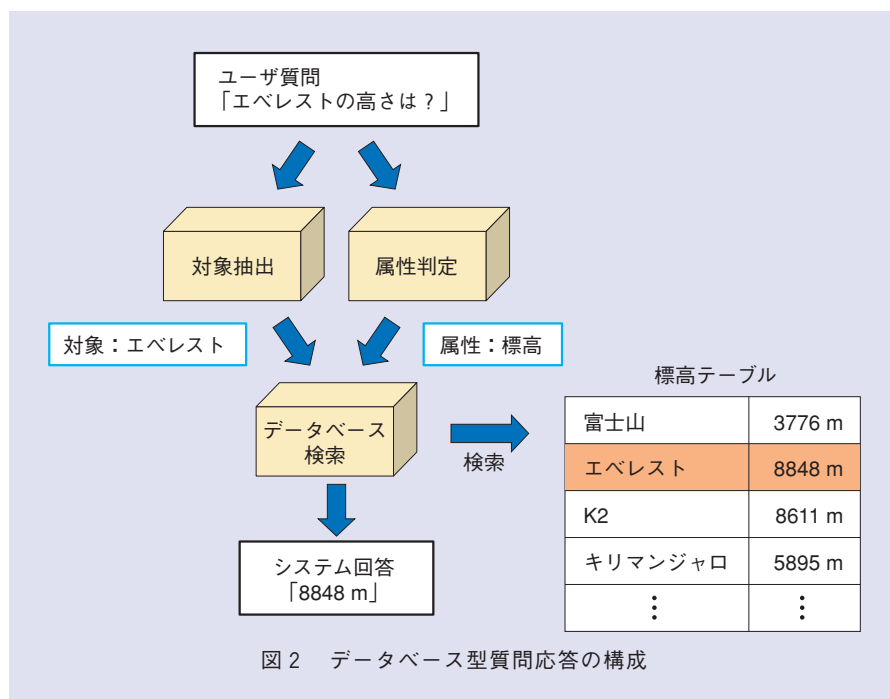 ユーザ質問
「エベレストの高さは？」
対象抽出
属性判定
対象：エベレスト
属性：標高
データベース
検索
検索
システム回答
「8848 m」
標高テーブル
富士山 3776 m
エベレスト 8848 m
K2 8611 m
キリマンジャロ 5895 m
⋮ ⋮
図2 データベース型質問応答の構成